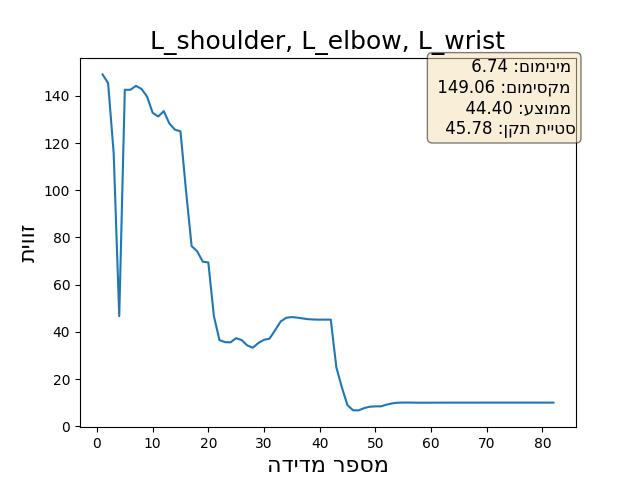 L_shoulder, L_elbow, L_wrist
מינימום: 6.74
מקסימום: 149.06
ממוצע: 44.40
סטיית תקן: 45.78
זווית
140
120
100
80
60
40
20
0
0 10 20 30 40 50 60 70 80
מספר מדידה